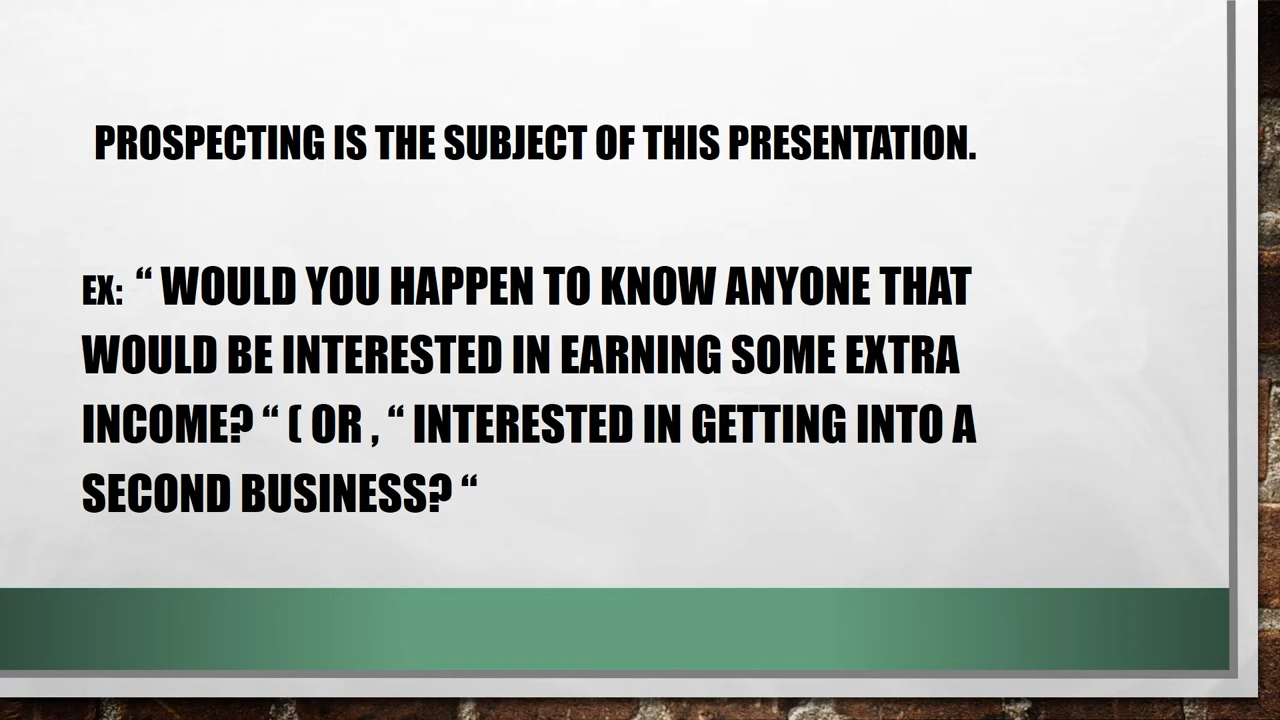 PROSPECTING IS THE SUBJECT OF THIS PRESENTATION.
EX: “ WOULD YOU HAPPEN TO KNOW ANYONE THAT
WOULD BE INTERESTED IN EARNING SOME EXTRA
INCOME? “ ( OR , “ INTERESTED IN GETTING INTO A
SECOND BUSINESS? “